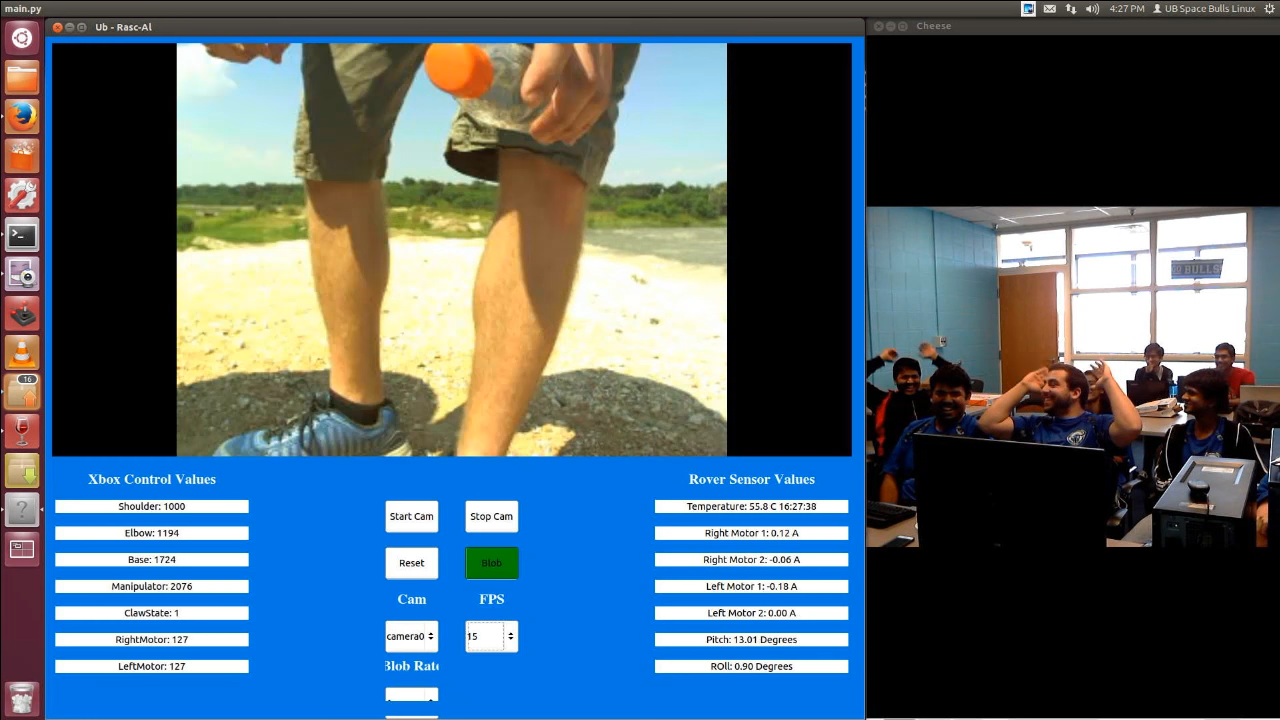 main.py
4:27 PM
UB Space Bulls Linux
Ub - Rasc-Al
Cheese
16
BULLS
Xbox Control Values
Shoulder: 1000
Elbow: 1194
Base: 1724
Manipulator: 2076
ClawState: 1
RightMotor: 127
LeftMotor: 127
Start Cam
Stop Cam
Reset
Blob
Cam
FPS
camera0
15
Blob Rate
Rover Sensor Values
Temperature: 55.8 C 16:27:38
Right Motor 1: 0.12 A
Right Motor 2: -0.06 A
Left Motor 1: -0.18 A
Left Motor 2: 0.00 A
Pitch: 13.01 Degrees
ROll: 0.90 Degrees